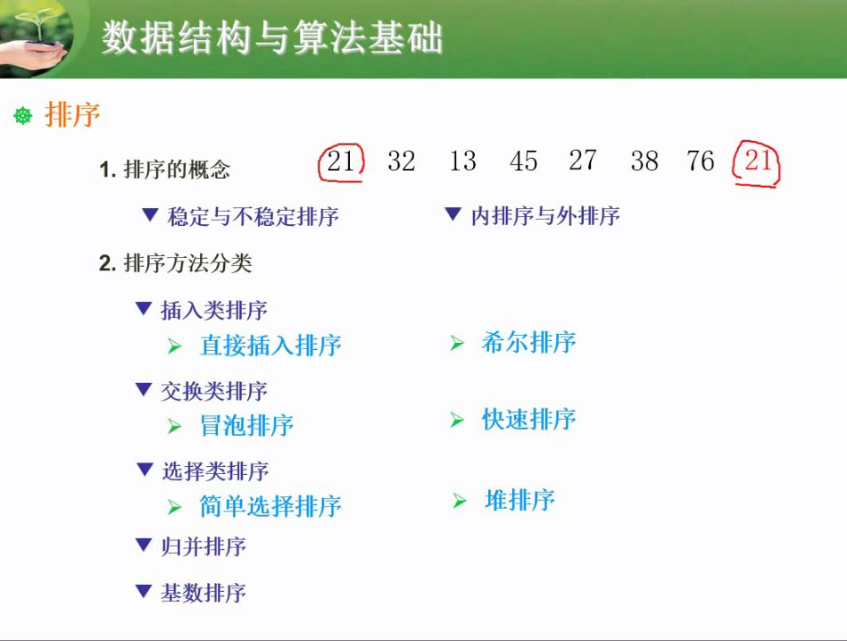 数据结构与算法基础
排序
1. 排序的概念 21 32 13 45 27 38 76 21
稳定与不稳定排序 内排序与外排序
2. 排序方法分类
插入类排序
直接插入排序 希尔排序
交换类排序
冒泡排序 快速排序
选择类排序
简单选择排序 堆排序
归并排序
基数排序